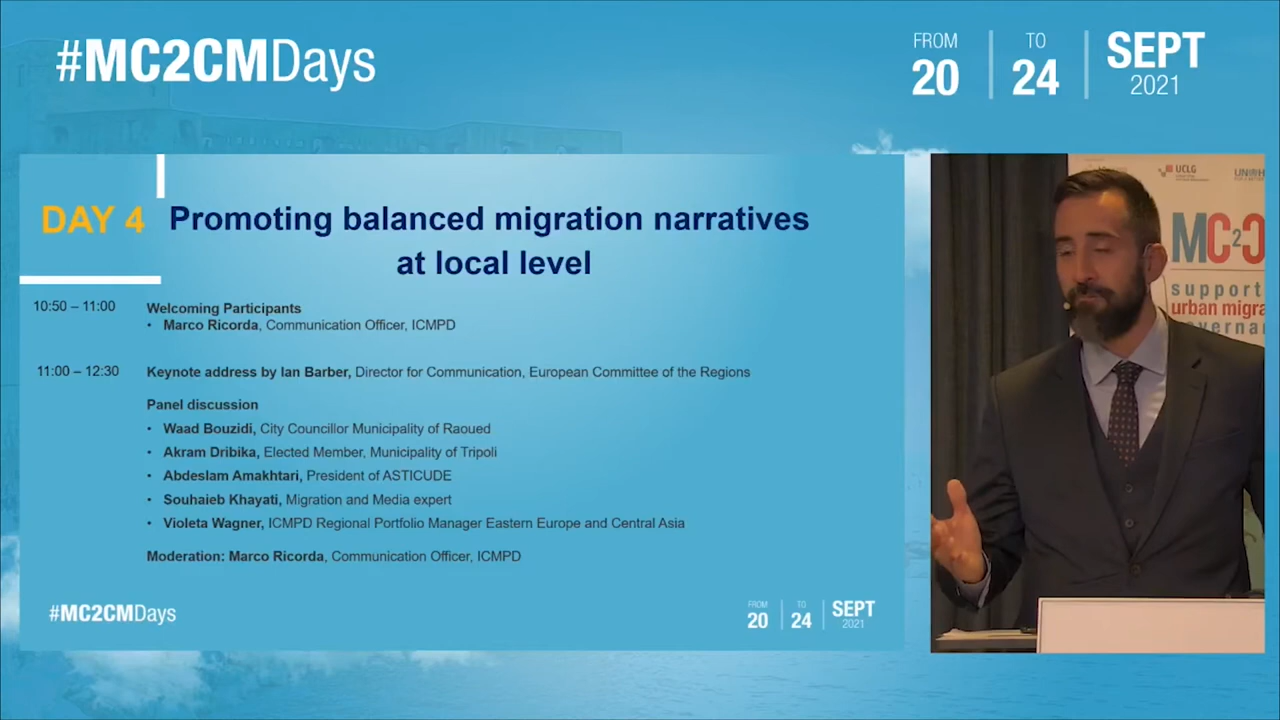 #MC2CMDays
FROM
20
TO
24
SEPT
2021
DAY 4
Promoting balanced migration narratives
at local level
10:50 – 11:00
Welcoming Participants
• Marco Ricorda, Communication Officer, ICMPD
11:00 – 12:30
Keynote address by Ian Barber, Director for Communication, European Committee of the Regions
Panel discussion
• Waad Bouzidi, City Councillor Municipality of Raoued
• Akram Dribika, Elected Member, Municipality of Tripoli
• Abdeslam Amakhtari, President of ASTICUDE
• Souhaieb Khayati, Migration and Media expert
• Violeta Wagner, ICMPD Regional Portfolio Manager Eastern Europe and Central Asia
Moderation: Marco Ricorda, Communication Officer, ICMPD
#MC2CMDays
FROM
20
TO
24
SEPT
2021
UCLG
MC2C
support
urban migra
vernan